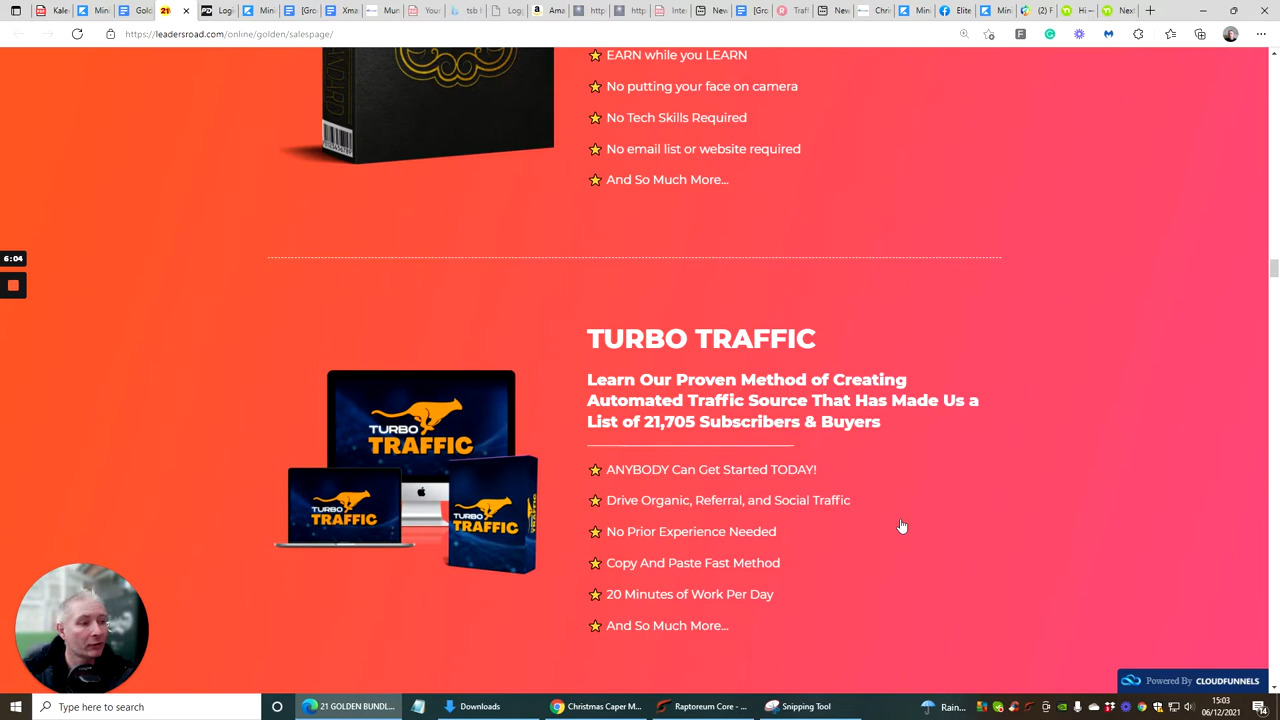 21
Gold
https://leadersroad.com/online/golden/salespage/
EARN while you LEARN
No putting your face on camera
No Tech Skills Required
No email list or website required
And So Much More...
6:04
TURBO TRAFFIC
Learn Our Proven Method of Creating
Automated Traffic Source That Has Made Us a
List of 21,705 Subscribers & Buyers
TURBO
TRAFFIC
TURBO
TRAFFIC
TURBO
TRAFFIC
ANYBODY Can Get Started TODAY!
Drive Organic, Referral, and Social Traffic
No Prior Experience Needed
Copy And Paste Fast Method
20 Minutes of Work Per Day
And So Much More...
Powered By CLOUDFUNNELS
Type here to search
21 GOLDEN BUNDL...
Downloads
Christmas Caper M...
Raptoreum Core - ...
Snipping Tool
Rain...
15:03
06/12/2021